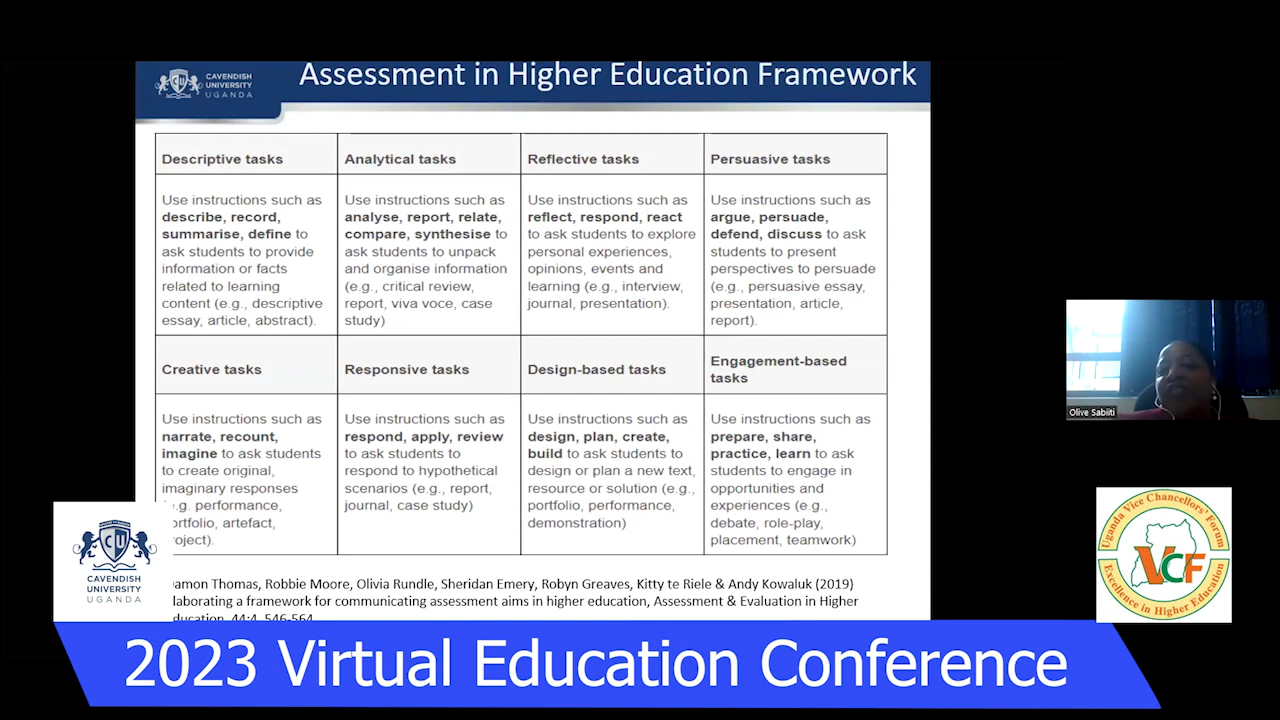 CAVENDISH
UNIVERSITY
UGANDA
Assessment in Higher Education Framework
Descriptive tasks
Use instructions such as
describe, record,
summarise, define to
ask students to provide
information or facts
related to learning
content (e.g., descriptive
essay, article, abstract).
Analytical tasks
Use instructions such as
analyse, report, relate,
compare, synthesise to
ask students to unpack
and organise information
(e.g., critical review,
report, viva voce, case
study)
Reflective tasks
Use instructions such as
reflect, respond, react
to ask students to explore
personal experiences,
opinions, events and
learning (e.g., interview,
journal, presentation).
Persuasive tasks
Use instructions such as
argue, persuade,
defend, discuss to ask
students to present
perspectives to persuade
(e.g., persuasive essay,
presentation, article,
report).
Creative tasks
Use instructions such as
narrate, recount,
imagine to ask students
to create original,
imaginary responses
.g. performance,
ortfolio, artefact,
roject).
Responsive tasks
Use instructions such as
respond, apply, review
to ask students to
respond to hypothetical
scenarios (e.g., report,
journal, case study)
Design-based tasks
Use instructions such as
design, plan, create,
build to ask students to
design or plan a new text,
resource or solution (e.g.,
portfolio, performance,
demonstration)
Engagement-based
tasks
Use instructions such as
prepare, share,
practice, learn to ask
students to engage in
opportunities and
experiences (e.g.,
debate, role-play,
placement, teamwork)
amon Thomas, Robbie Moore, Olivia Rundle, Sheridan Emery, Robyn Greaves, Kitty te Riele & Andy Kowaluk (2019)
laborating a framework for communicating assessment aims in higher education, Assessment & Evaluation in Higher
ducation, 44:4, 546-564
Olive Sabiiti
CU
CAVENDISH
UNIVERSITY
UGANDA
Uganda Vice Chancellors' Forum
VCF
Excellence in Higher Education
2023 Virtual Education Conference